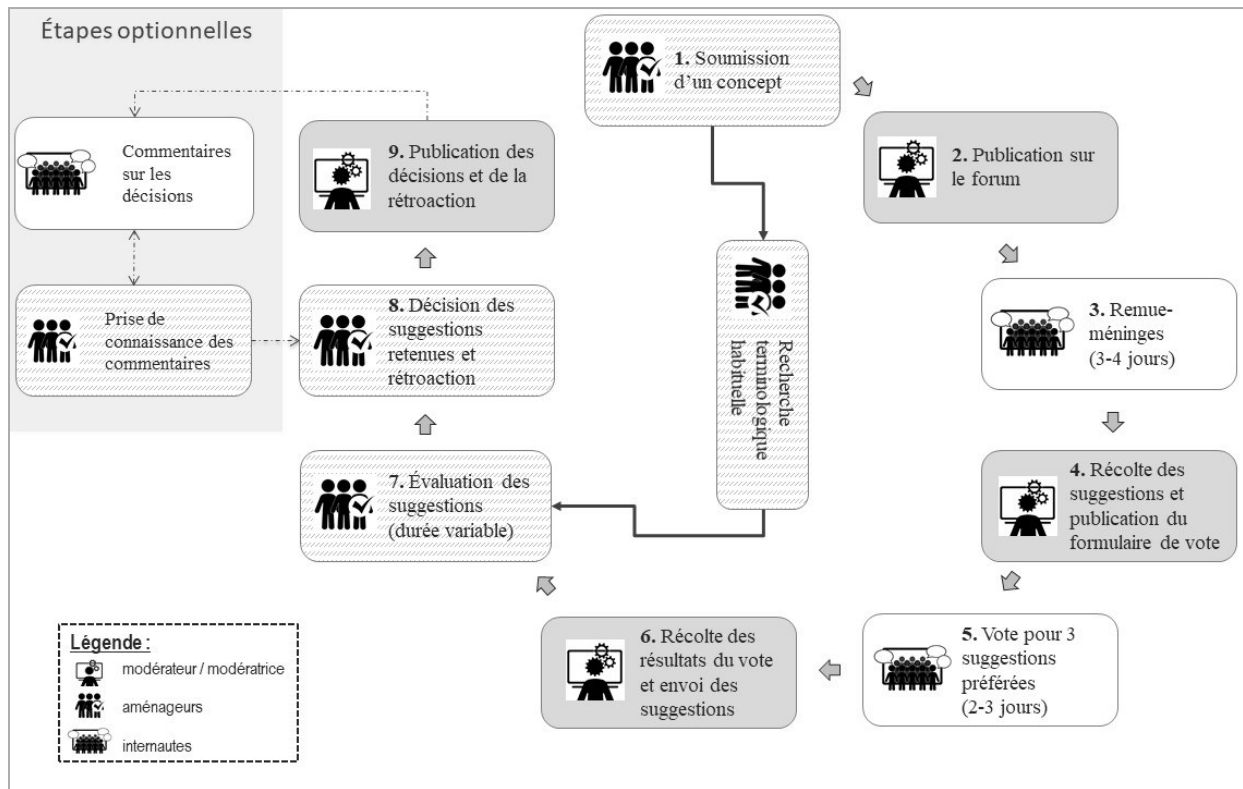 Étapes optionnelles
1. Soumission
d’un concept
2. Publication sur
le forum
3. Remue-
méninges
(3-4 jours)
4. Récolte des
suggestions et
publication du
formulaire de vote
5. Vote pour 3
suggestions
préférées
(2-3 jours)
6. Récolte des
résultats du vote
et envoi des
suggestions
7. Évaluation des
suggestions
(durée variable)
8. Décision des
suggestions
retenues et
rétroaction
9. Publication des
décisions et de la
rétroaction
Commentaires
sur les
décisions
Prise de
connaissance des
commentaires
Recherche
terminologique
habituelle
Légende :
modérateur / modératrice
aménageurs
internautes